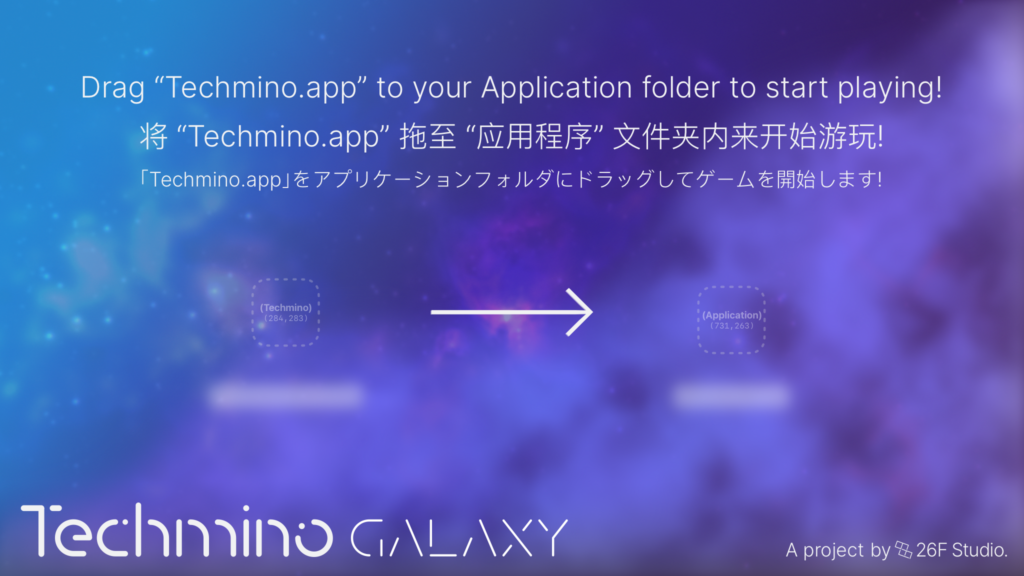 Drag “Techmino.app” to your Application folder to start playing!
将 “Techmino.app” 拖至 “应用程序” 文件夹内来开始游玩!
「Techmino.app」をアプリケーションフォルダにドラッグしてゲームを開始します!
(Techmino)
(284,283)
(Application)
(731,263)
Techmino GALAXY
A project by 26F Studio.